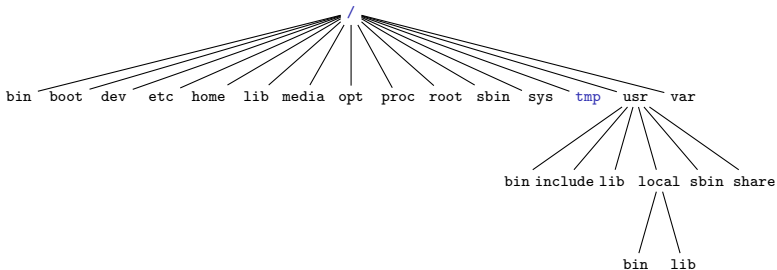 /
bin boot dev etc home lib media opt proc root sbin sys tmp usr var
bin include lib local sbin share
bin lib